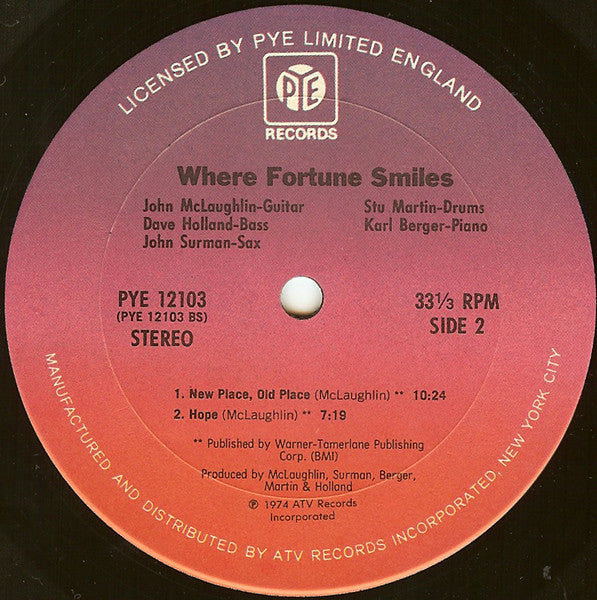 LICENSED BY PYE LIMITED ENGLAND
PYE
RECORDS
Where Fortune Smiles
John McLaughlin-Guitar
Dave Holland-Bass
John Surman-Sax
Stu Martin-Drums
Karl Berger-Piano
PYE 12103
(PYE 12103 BS)
STEREO
33⅓ RPM
SIDE 2
1. New Place, Old Place (McLaughlin) ** 10:24
2. Hope (McLaughlin) ** 7:19
** Published by Warner-Tamerlane Publishing
Corp. (BMI)
Produced by McLaughlin, Surman, Berger,
Martin & Holland
℗ 1974 ATV Records
Incorporated
MANUFACTURED AND DISTRIBUTED BY ATV RECORDS INCORPORATED, NEW YORK CITY